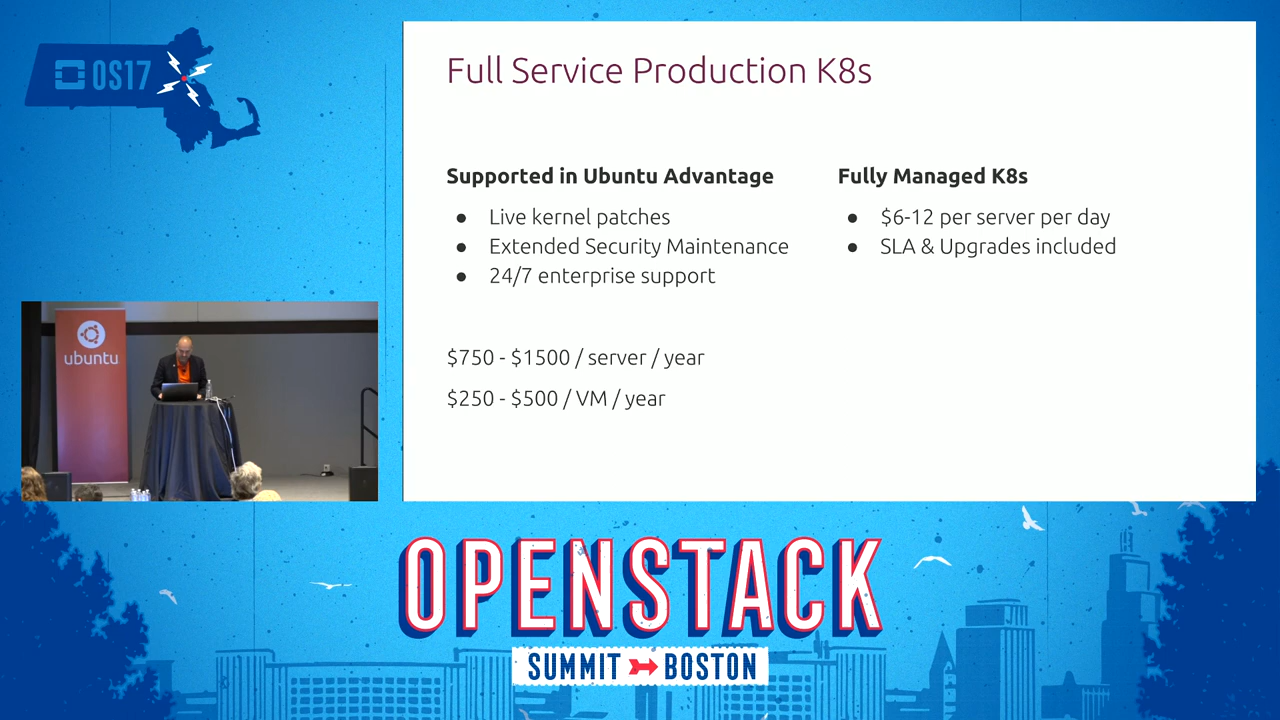 OS17
Full Service Production K8s
Supported in Ubuntu Advantage
● Live kernel patches
● Extended Security Maintenance
● 24/7 enterprise support
$750 - $1500 / server / year
$250 - $500 / VM / year
Fully Managed K8s
● $6-12 per server per day
● SLA & Upgrades included
ubuntu
OPENSTACK
SUMMIT BOSTON